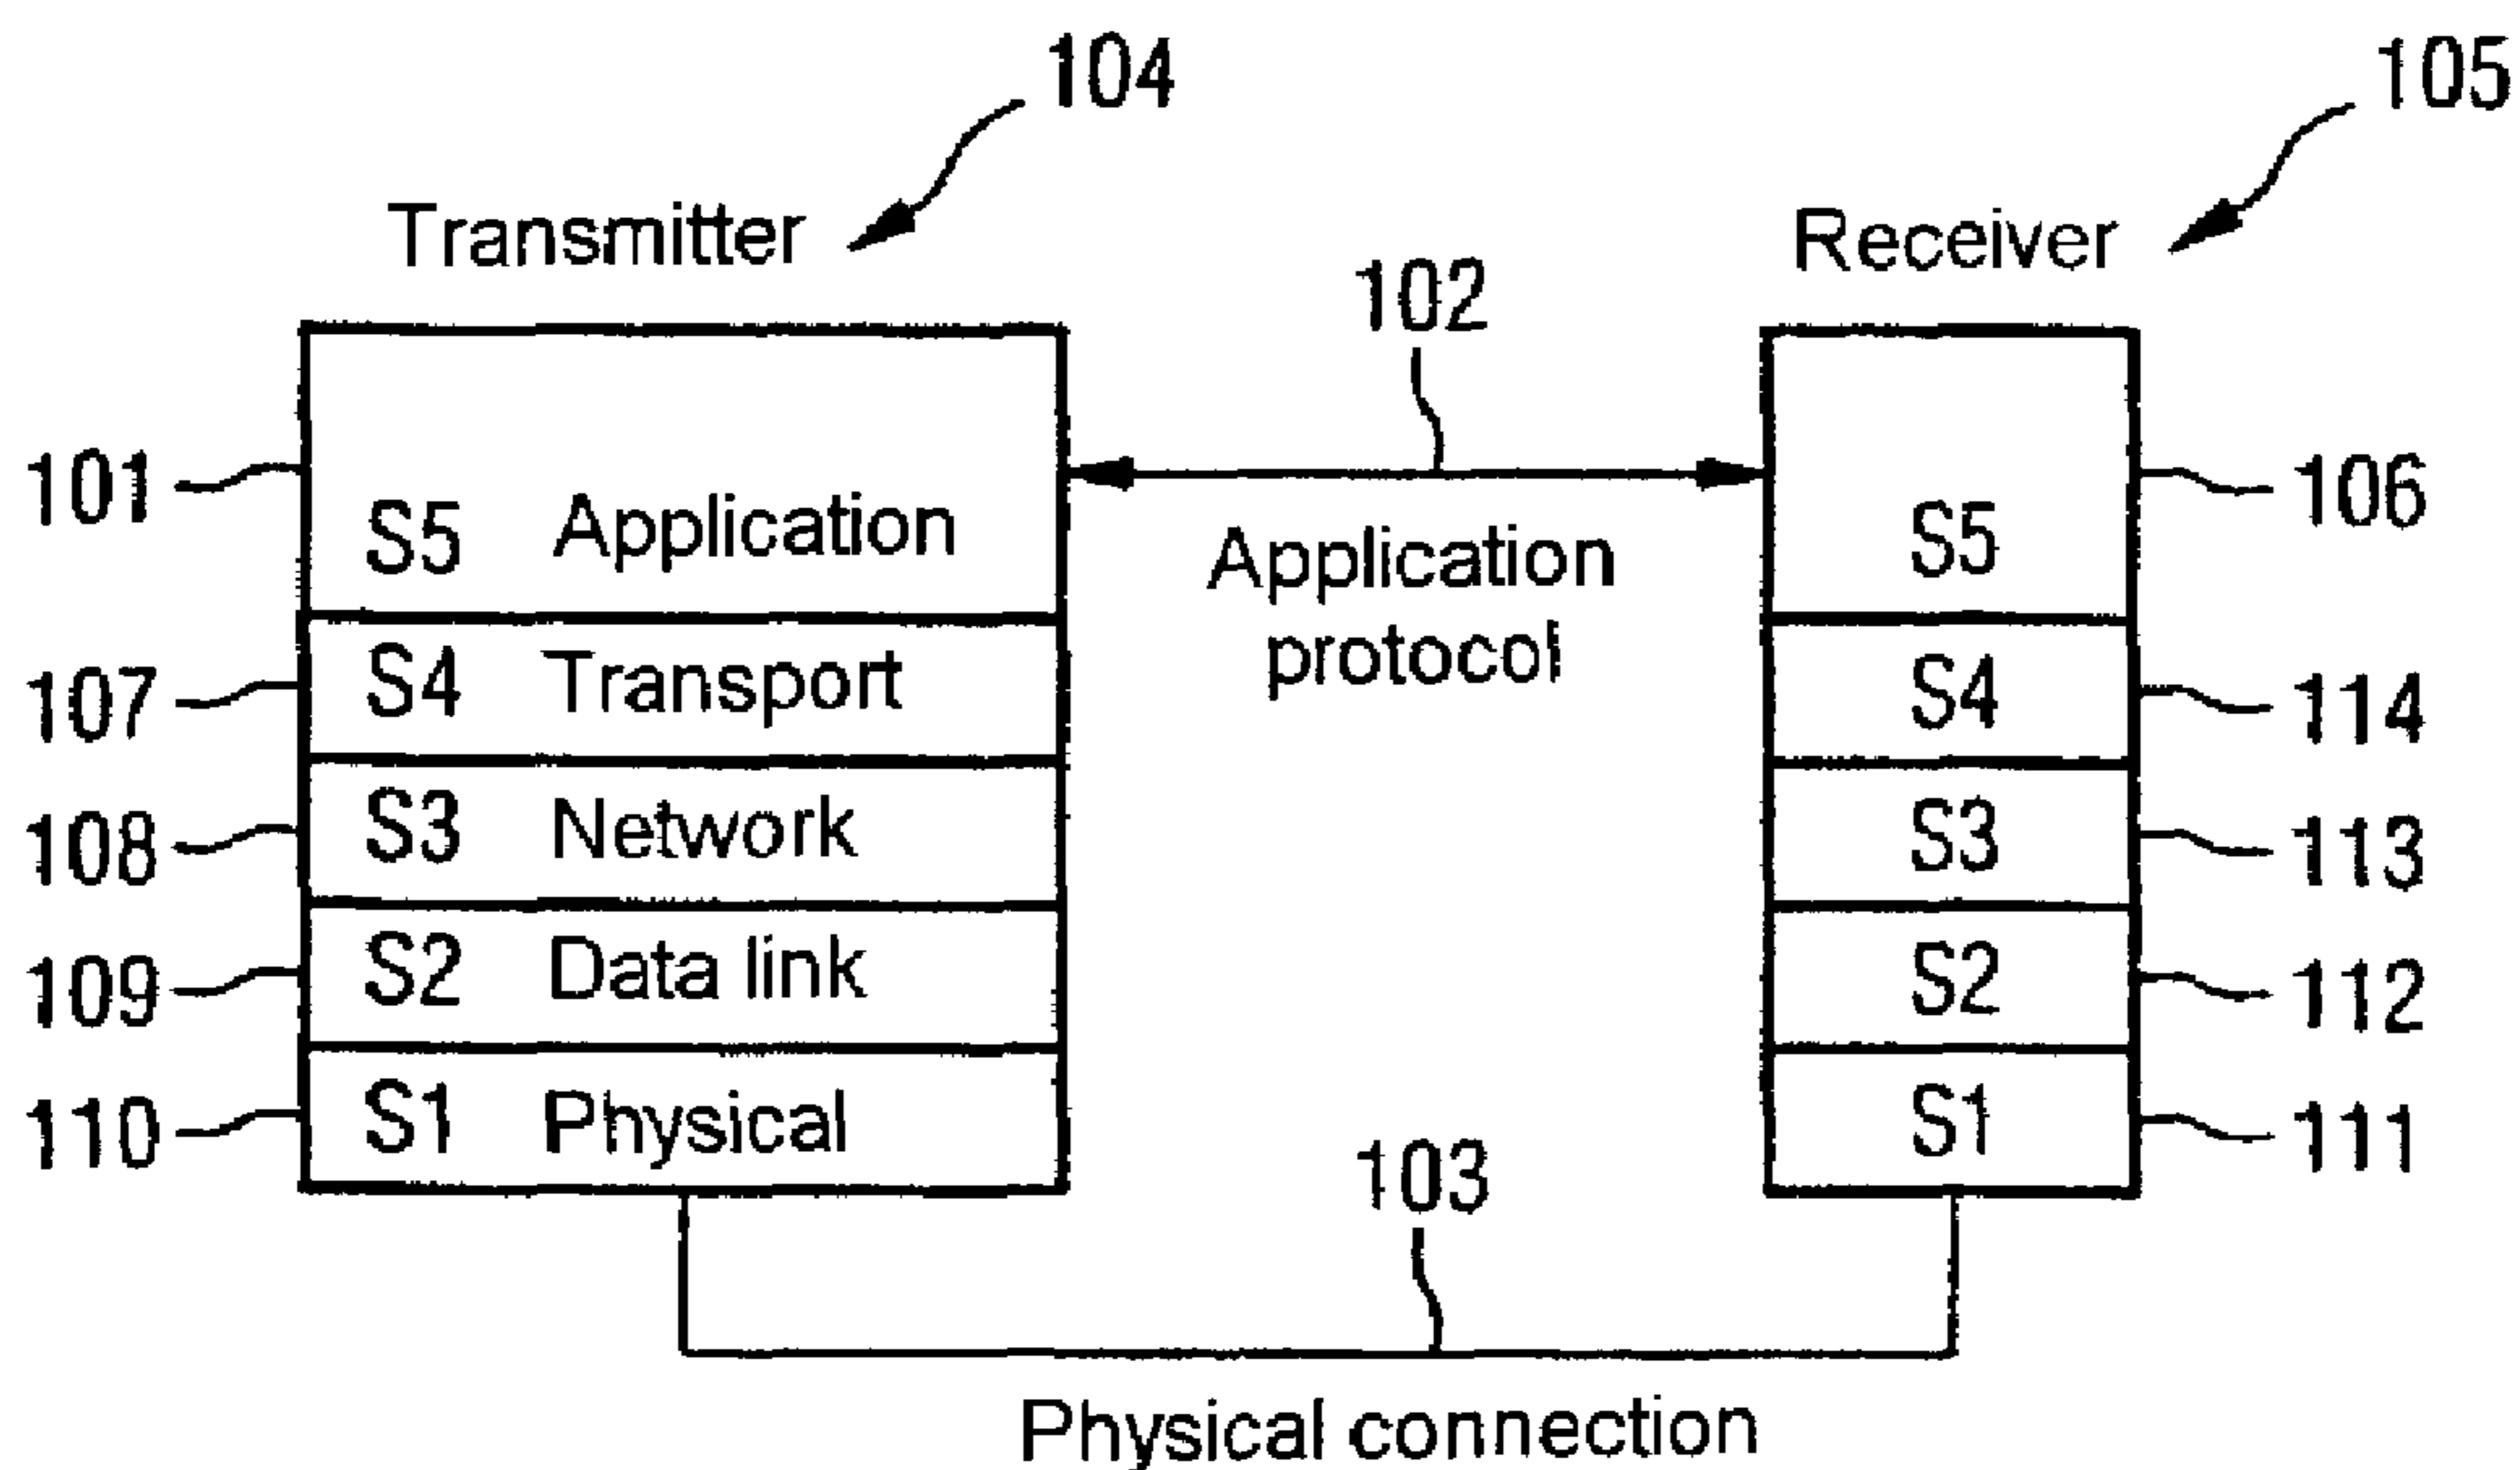 104
105
Transmitter
Receiver
102
101
S5 Application
Application
protocol
S5
106
107
S4 Transport
S4
114
108
S3 Network
S3
113
109
S2 Data link
S2
112
110
S1 Physical
S1
111
103
Physical connection